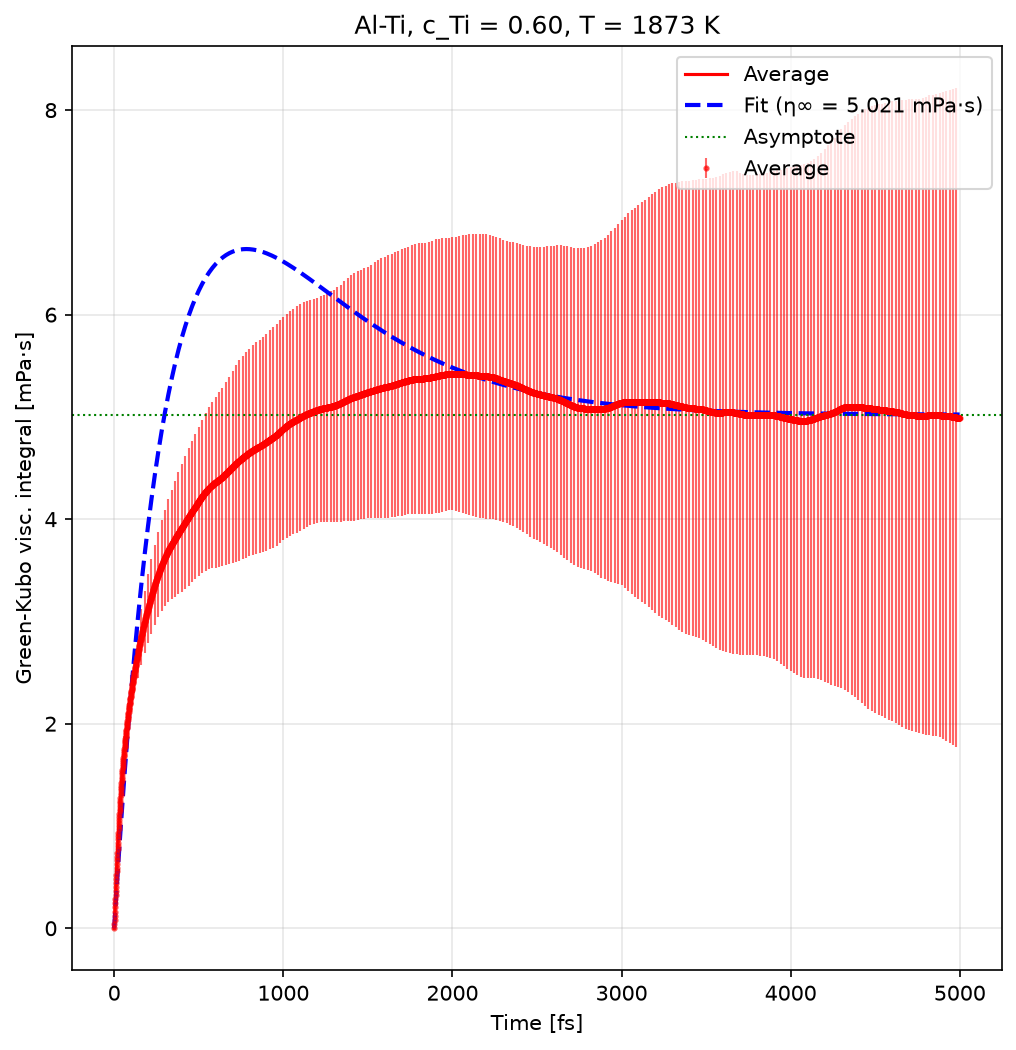 Al-Ti, c_Ti = 0.60, T = 1873 K
Average
Fit (η∞ = 5.021 mPa·s)
Asymptote
Average
8
6
4
2
0
Green-Kubo visc. integral [mPa·s]
0 1000 2000 3000 4000 5000
Time [fs]